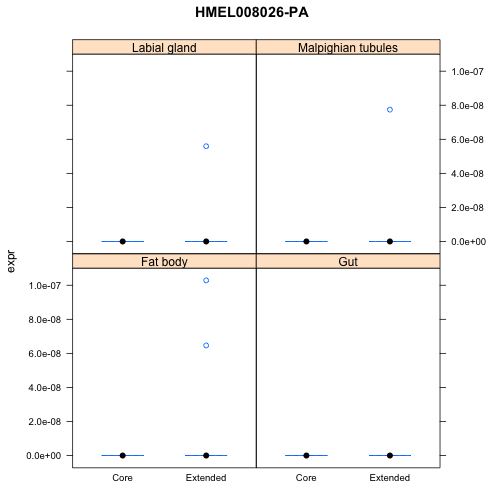 HMEL008026-PA
Labial gland Malpighian tubules
1.0e-07
8.0e-08
6.0e-08
4.0e-08
2.0e-08
0.0e+00
expr
Fat body Gut
1.0e-07
8.0e-08
6.0e-08
4.0e-08
2.0e-08
0.0e+00
Core Extended Core Extended